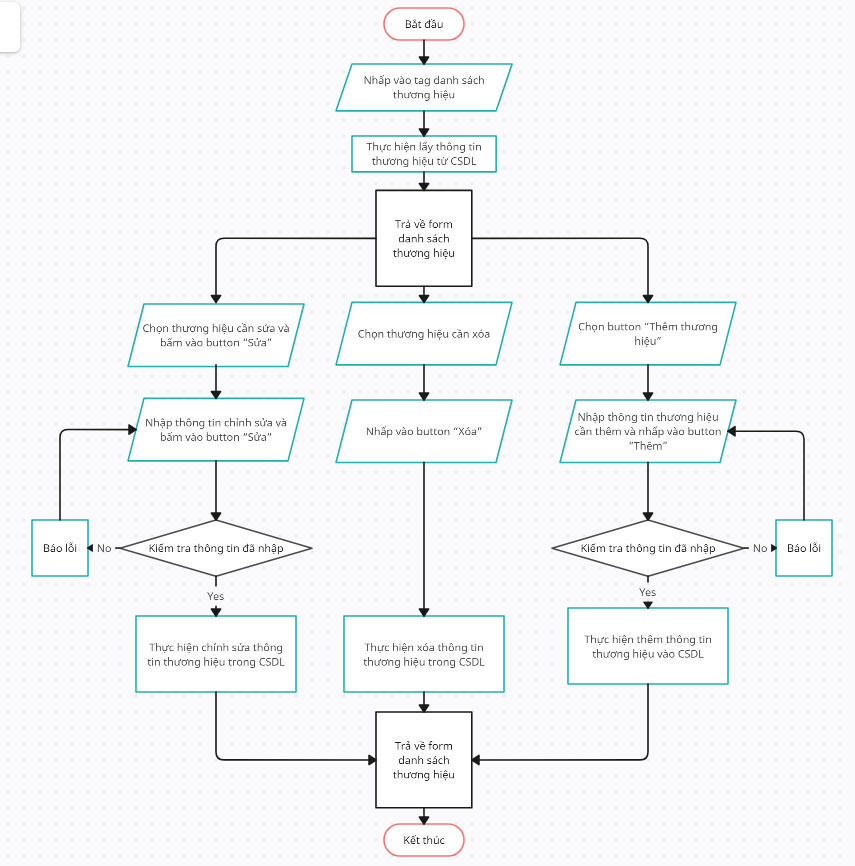 Bắt đầu
Nhấp vào tag danh sách
thương hiệu
Thực hiện lấy thông tin
thương hiệu từ CSDL
Trả về form
danh sách
thương hiệu
Chọn thương hiệu cần sửa và
bấm vào button “Sửa”
Chọn thương hiệu cần xóa
Chọn button “Thêm thương
hiệu”
Nhập thông tin chỉnh sửa và
bấm vào button “Sửa”
Nhấp vào button “Xóa”
Nhập thông tin thương hiệu
cần thêm và nhấp vào button
“Thêm”
Báo lỗi
No
Kiểm tra thông tin đã nhập
Kiểm tra thông tin đã nhập
No
Báo lỗi
Yes
Yes
Thực hiện chỉnh sửa thông
tin thương hiệu trong CSDL
Thực hiện xóa thông tin
thương hiệu trong CSDL
Thực hiện thêm thông tin
thương hiệu vào CSDL
Trả về form
danh sách
thương hiệu
Kết thúc